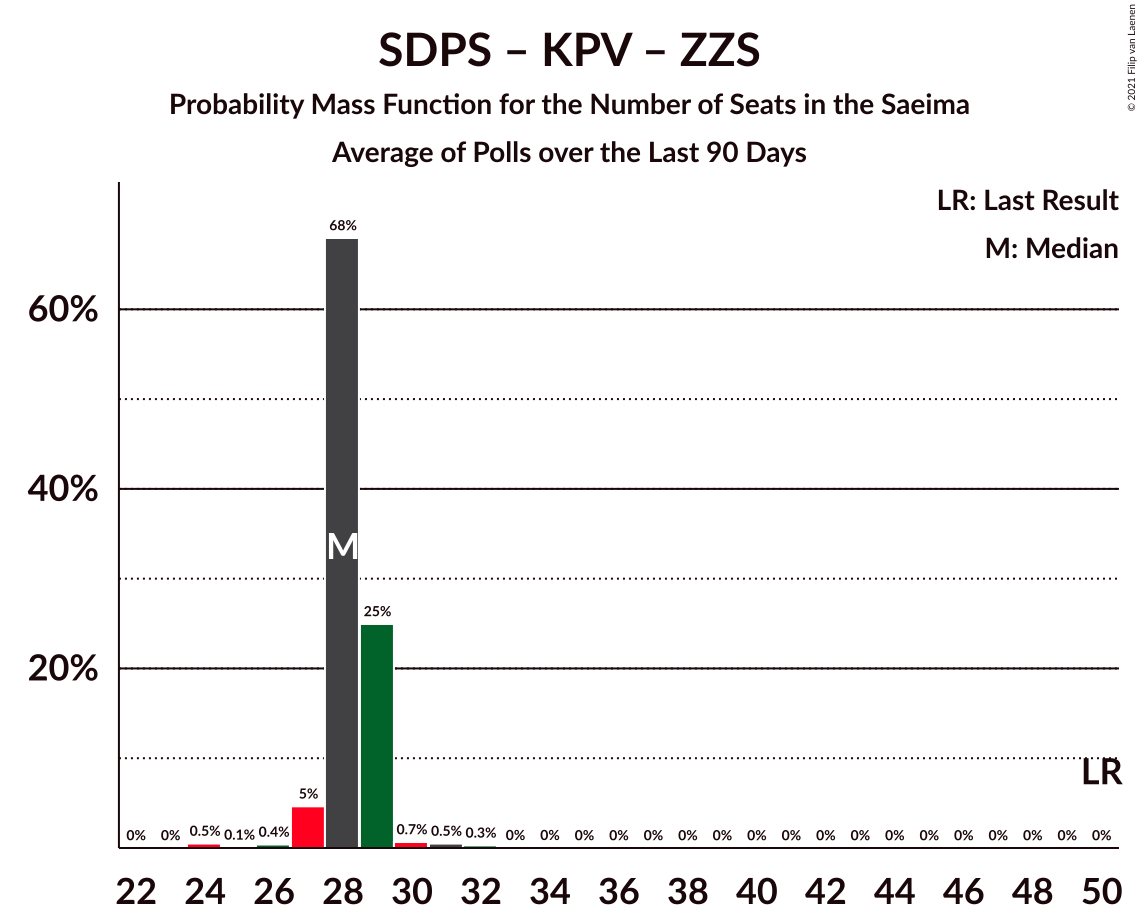 SDPS – KPV – ZZS
Probability Mass Function for the Number of Seats in the Saeima
Average of Polls over the Last 90 Days
© 2021 Filip van Laenen
LR: Last Result
M: Median
60%
40%
20%
0% 0% 0.5% 0.1% 0.4% 5% 68% 25% 0.7% 0.5% 0.3% 0% 0% 0% 0% 0% 0% 0% 0% 0% 0% 0% 0% 0% 0% 0% 0% 0% 0%
M
LR
22 24 26 28 30 32 34 36 38 40 42 44 46 48 50